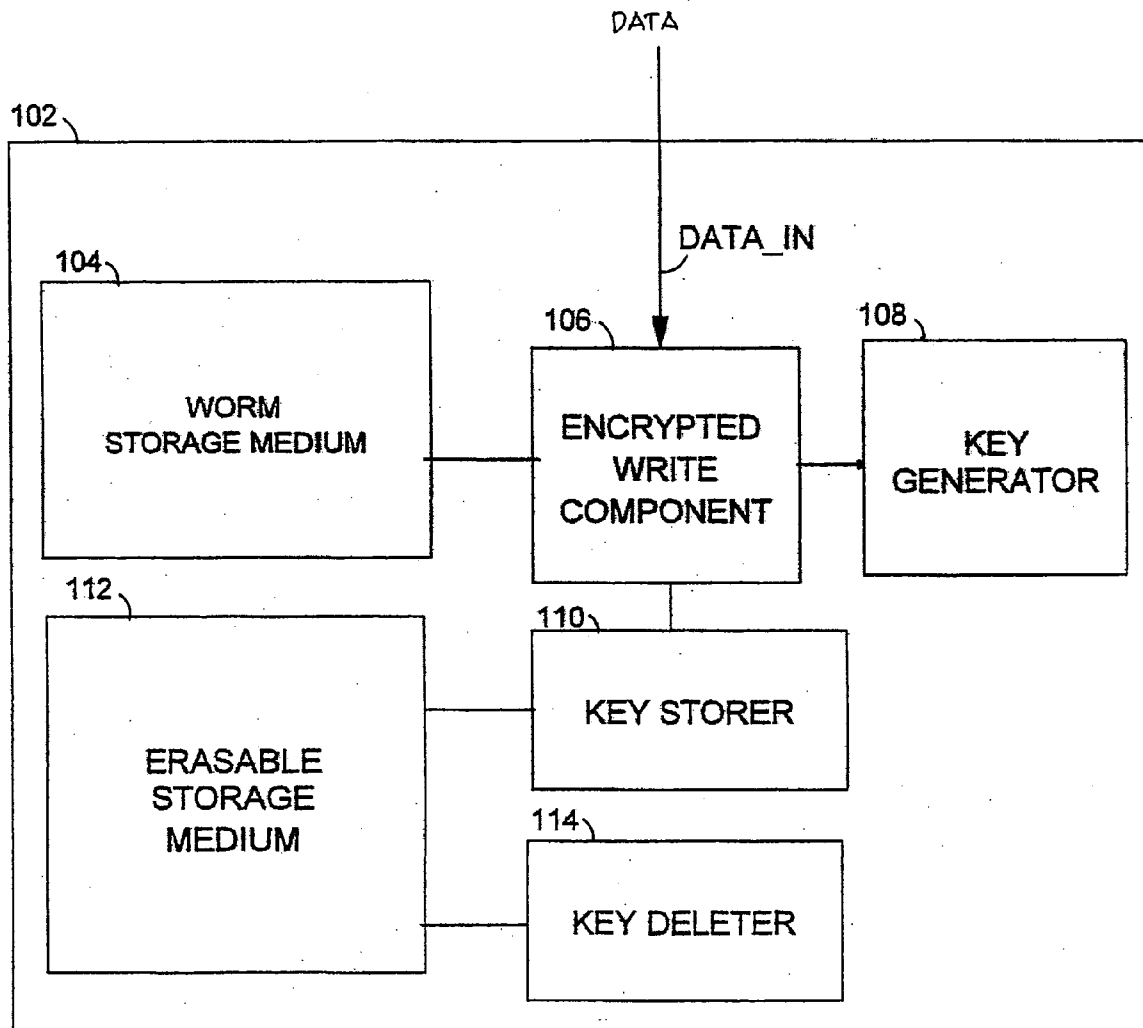 DATA
102
DATA_IN
104
WORM
STORAGE MEDIUM
106
ENCRYPTED
WRITE
COMPONENT
108
KEY
GENERATOR
112
ERASABLE
STORAGE
MEDIUM
110
KEY STORER
114
KEY DELETER